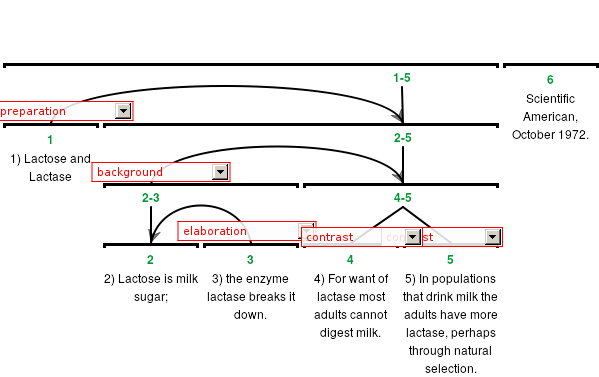 1-5
6
Scientific
American,
October 1972.
preparation
1
2-5
1) Lactose and
Lactase
background
2-3
4-5
elaboration
contrast
contrast
2
3
4
5
2) Lactose is milk
sugar;
3) the enzyme
lactase breaks it
down.
4) For want of
lactase most
adults cannot
digest milk.
5) In populations
that drink milk the
adults have more
lactase, perhaps
through natural
selection.